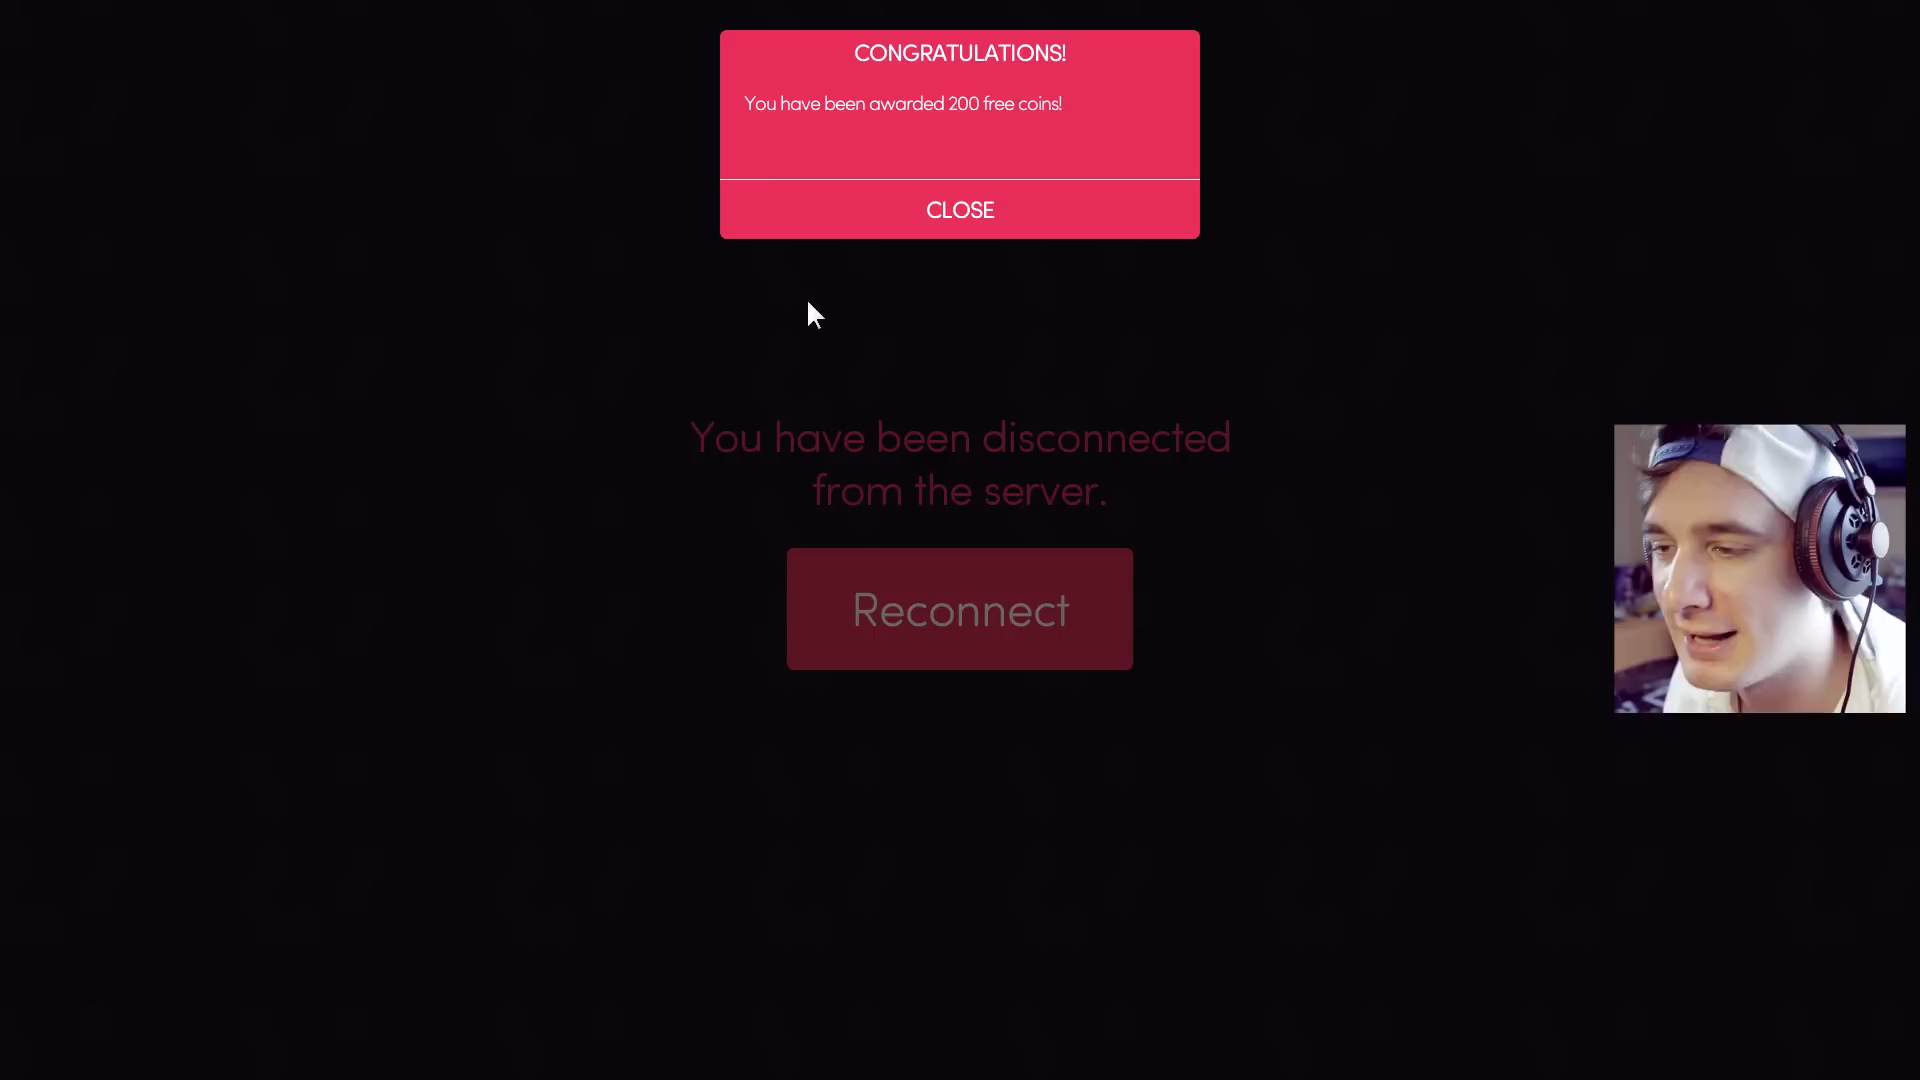 CONGRATULATIONS!
You have been awarded 200 free coins!
CLOSE
You have been disconnected
from the server.
Reconnect